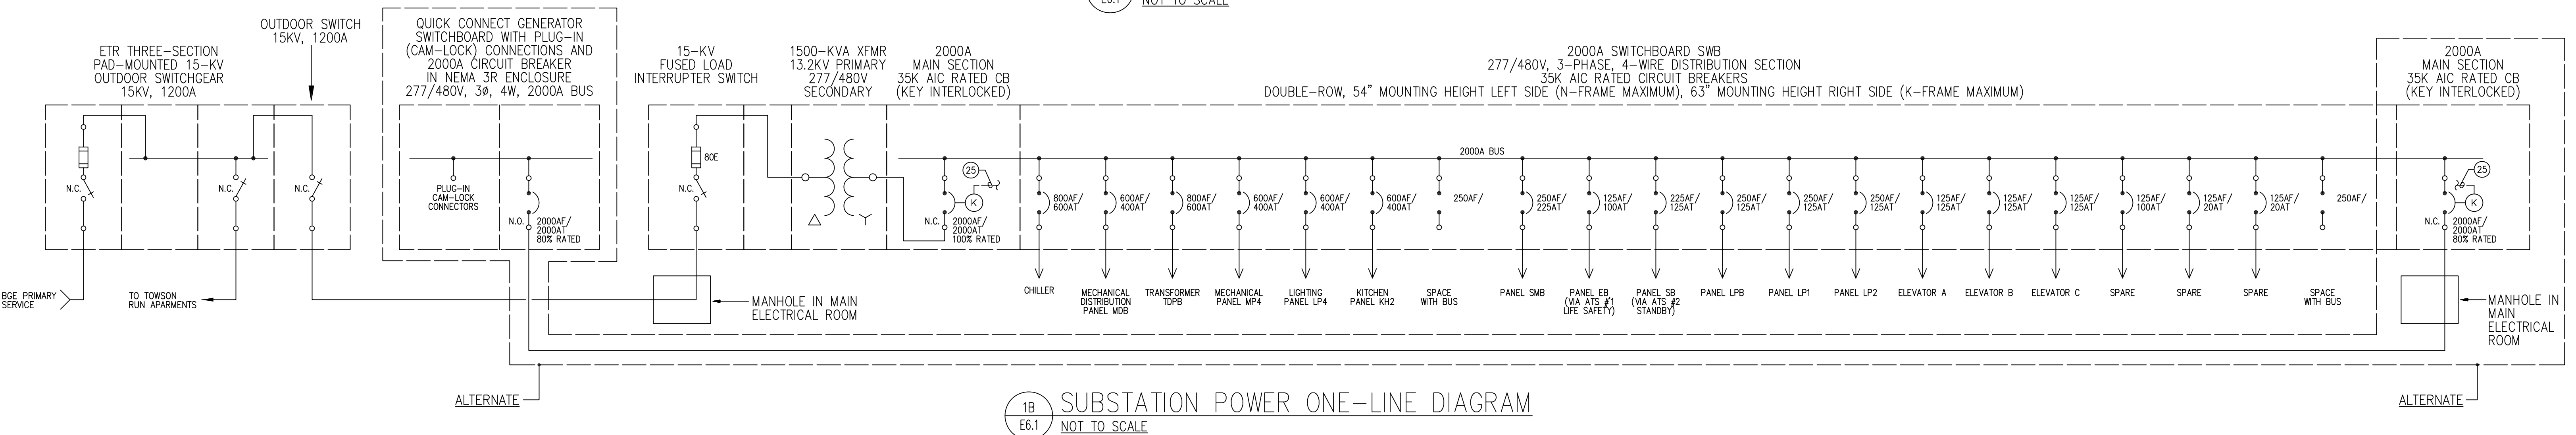 E6.1
NOT TO SCALE
OUTDOOR SWITCH
15KV, 1200A
ETR THREE-SECTION
PAD-MOUNTED 15-KV
OUTDOOR SWITCHGEAR
15KV, 1200A
QUICK CONNECT GENERATOR
SWITCHBOARD WITH PLUG-IN
(CAM-LOCK) CONNECTIONS AND
2000A CIRCUIT BREAKER
IN NEMA 3R ENCLOSURE
277/480V, 3ø, 4W, 2000A BUS
15-KV
FUSED LOAD
INTERRUPTER SWITCH
1500-KVA XFMR
13.2KV PRIMARY
277/480V
SECONDARY
2000A
MAIN SECTION
35K AIC RATED CB
(KEY INTERLOCKED)
2000A SWITCHBOARD SWB
277/480V, 3-PHASE, 4-WIRE DISTRIBUTION SECTION
35K AIC RATED CIRCUIT BREAKERS
DOUBLE-ROW, 54" MOUNTING HEIGHT LEFT SIDE (N-FRAME MAXIMUM), 63" MOUNTING HEIGHT RIGHT SIDE (K-FRAME MAXIMUM)
2000A
MAIN SECTION
35K AIC RATED CB
(KEY INTERLOCKED)
N.C.
N.C.
N.C.
PLUG-IN
CAM-LOCK
CONNECTORS
N.O.
2000AF/
2000AT
80% RATED
80E
N.C.
25
K
N.C.
2000AF/
2000AT
100% RATED
2000A BUS
800AF/
600AT
600AF/
400AT
800AF/
600AT
600AF/
400AT
600AF/
400AT
600AF/
400AT
250AF/
250AF/
225AT
125AF/
100AT
225AF/
125AT
250AF/
125AT
250AF/
125AT
250AF/
100AT
125AF/
125AT
125AF/
125AT
125AF/
125AT
125AF/
100AT
125AF/
20AT
125AF/
20AT
250AF/
25
K
N.C.
2000AF/
2000AT
80% RATED
BGE PRIMARY
SERVICE
TO TOWSON
RUN APARMENTS
MANHOLE IN MAIN
ELECTRICAL ROOM
CHILLER
MECHANICAL
DISTRIBUTION
PANEL MDB
TRANSFORMER
TDPB
MECHANICAL
PANEL MP4
LIGHTING
PANEL LP4
KITCHEN
PANEL KH2
SPACE
WITH BUS
PANEL SMB
PANEL EB
(VIA ATS #1
LIFE SAFETY)
PANEL SB
(VIA ATS #2
STANDBY)
PANEL LPB
PANEL LP1
PANEL LP2
ELEVATOR A
ELEVATOR B
ELEVATOR C
SPARE
SPARE
SPARE
SPACE
WITH BUS
MANHOLE IN
MAIN
ELECTRICAL
ROOM
ALTERNATE
ALTERNATE
1B
E6.1
SUBSTATION POWER ONE-LINE DIAGRAM
NOT TO SCALE